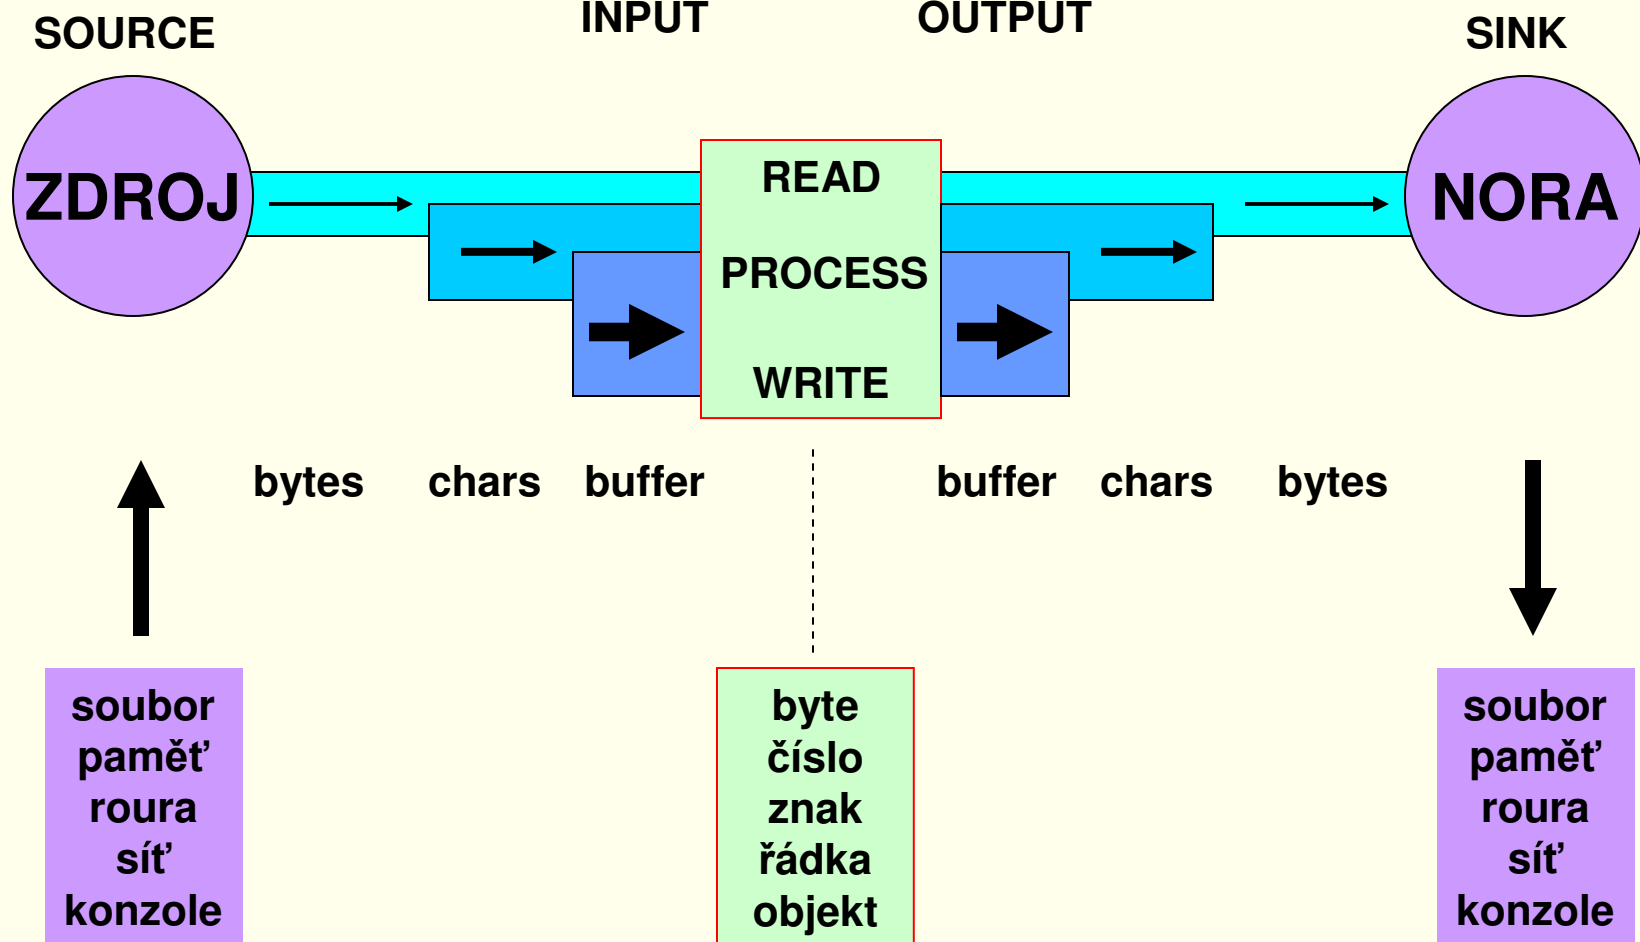 SOURCE
INPUT
OUTPUT
SINK
ZDROJ
READ
PROCESS
WRITE
NORA
bytes
chars
buffer
buffer
chars
bytes
soubor
paměť
roura
síť
konzole
byte
číslo
znak
řádka
objekt
soubor
paměť
roura
síť
konzole